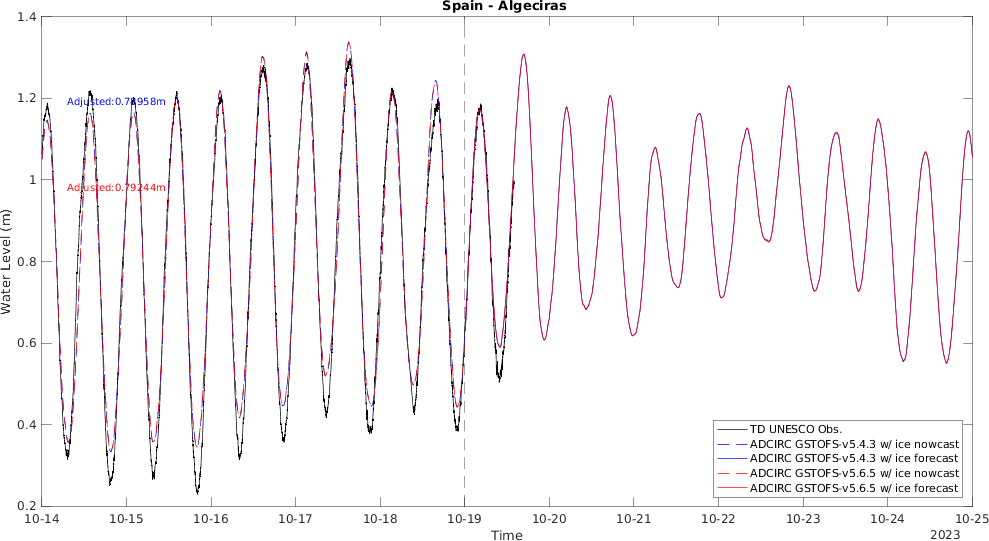 Spain - Algeciras
1.4
1.2
1
0.8
0.6
0.4
0.2
Water Level (m)
Adjusted:0.78958m
Adjusted:0.79244m
TD UNESCO Obs.
ADCIRC GSTOFS-v5.4.3 w/ ice nowcast
ADCIRC GSTOFS-v5.4.3 w/ ice forecast
ADCIRC GSTOFS-v5.6.5 w/ ice nowcast
ADCIRC GSTOFS-v5.6.5 w/ ice forecast
10-14 10-15 10-16 10-17 10-18 10-19 10-20 10-21 10-22 10-23 10-24 10-25
Time
2023